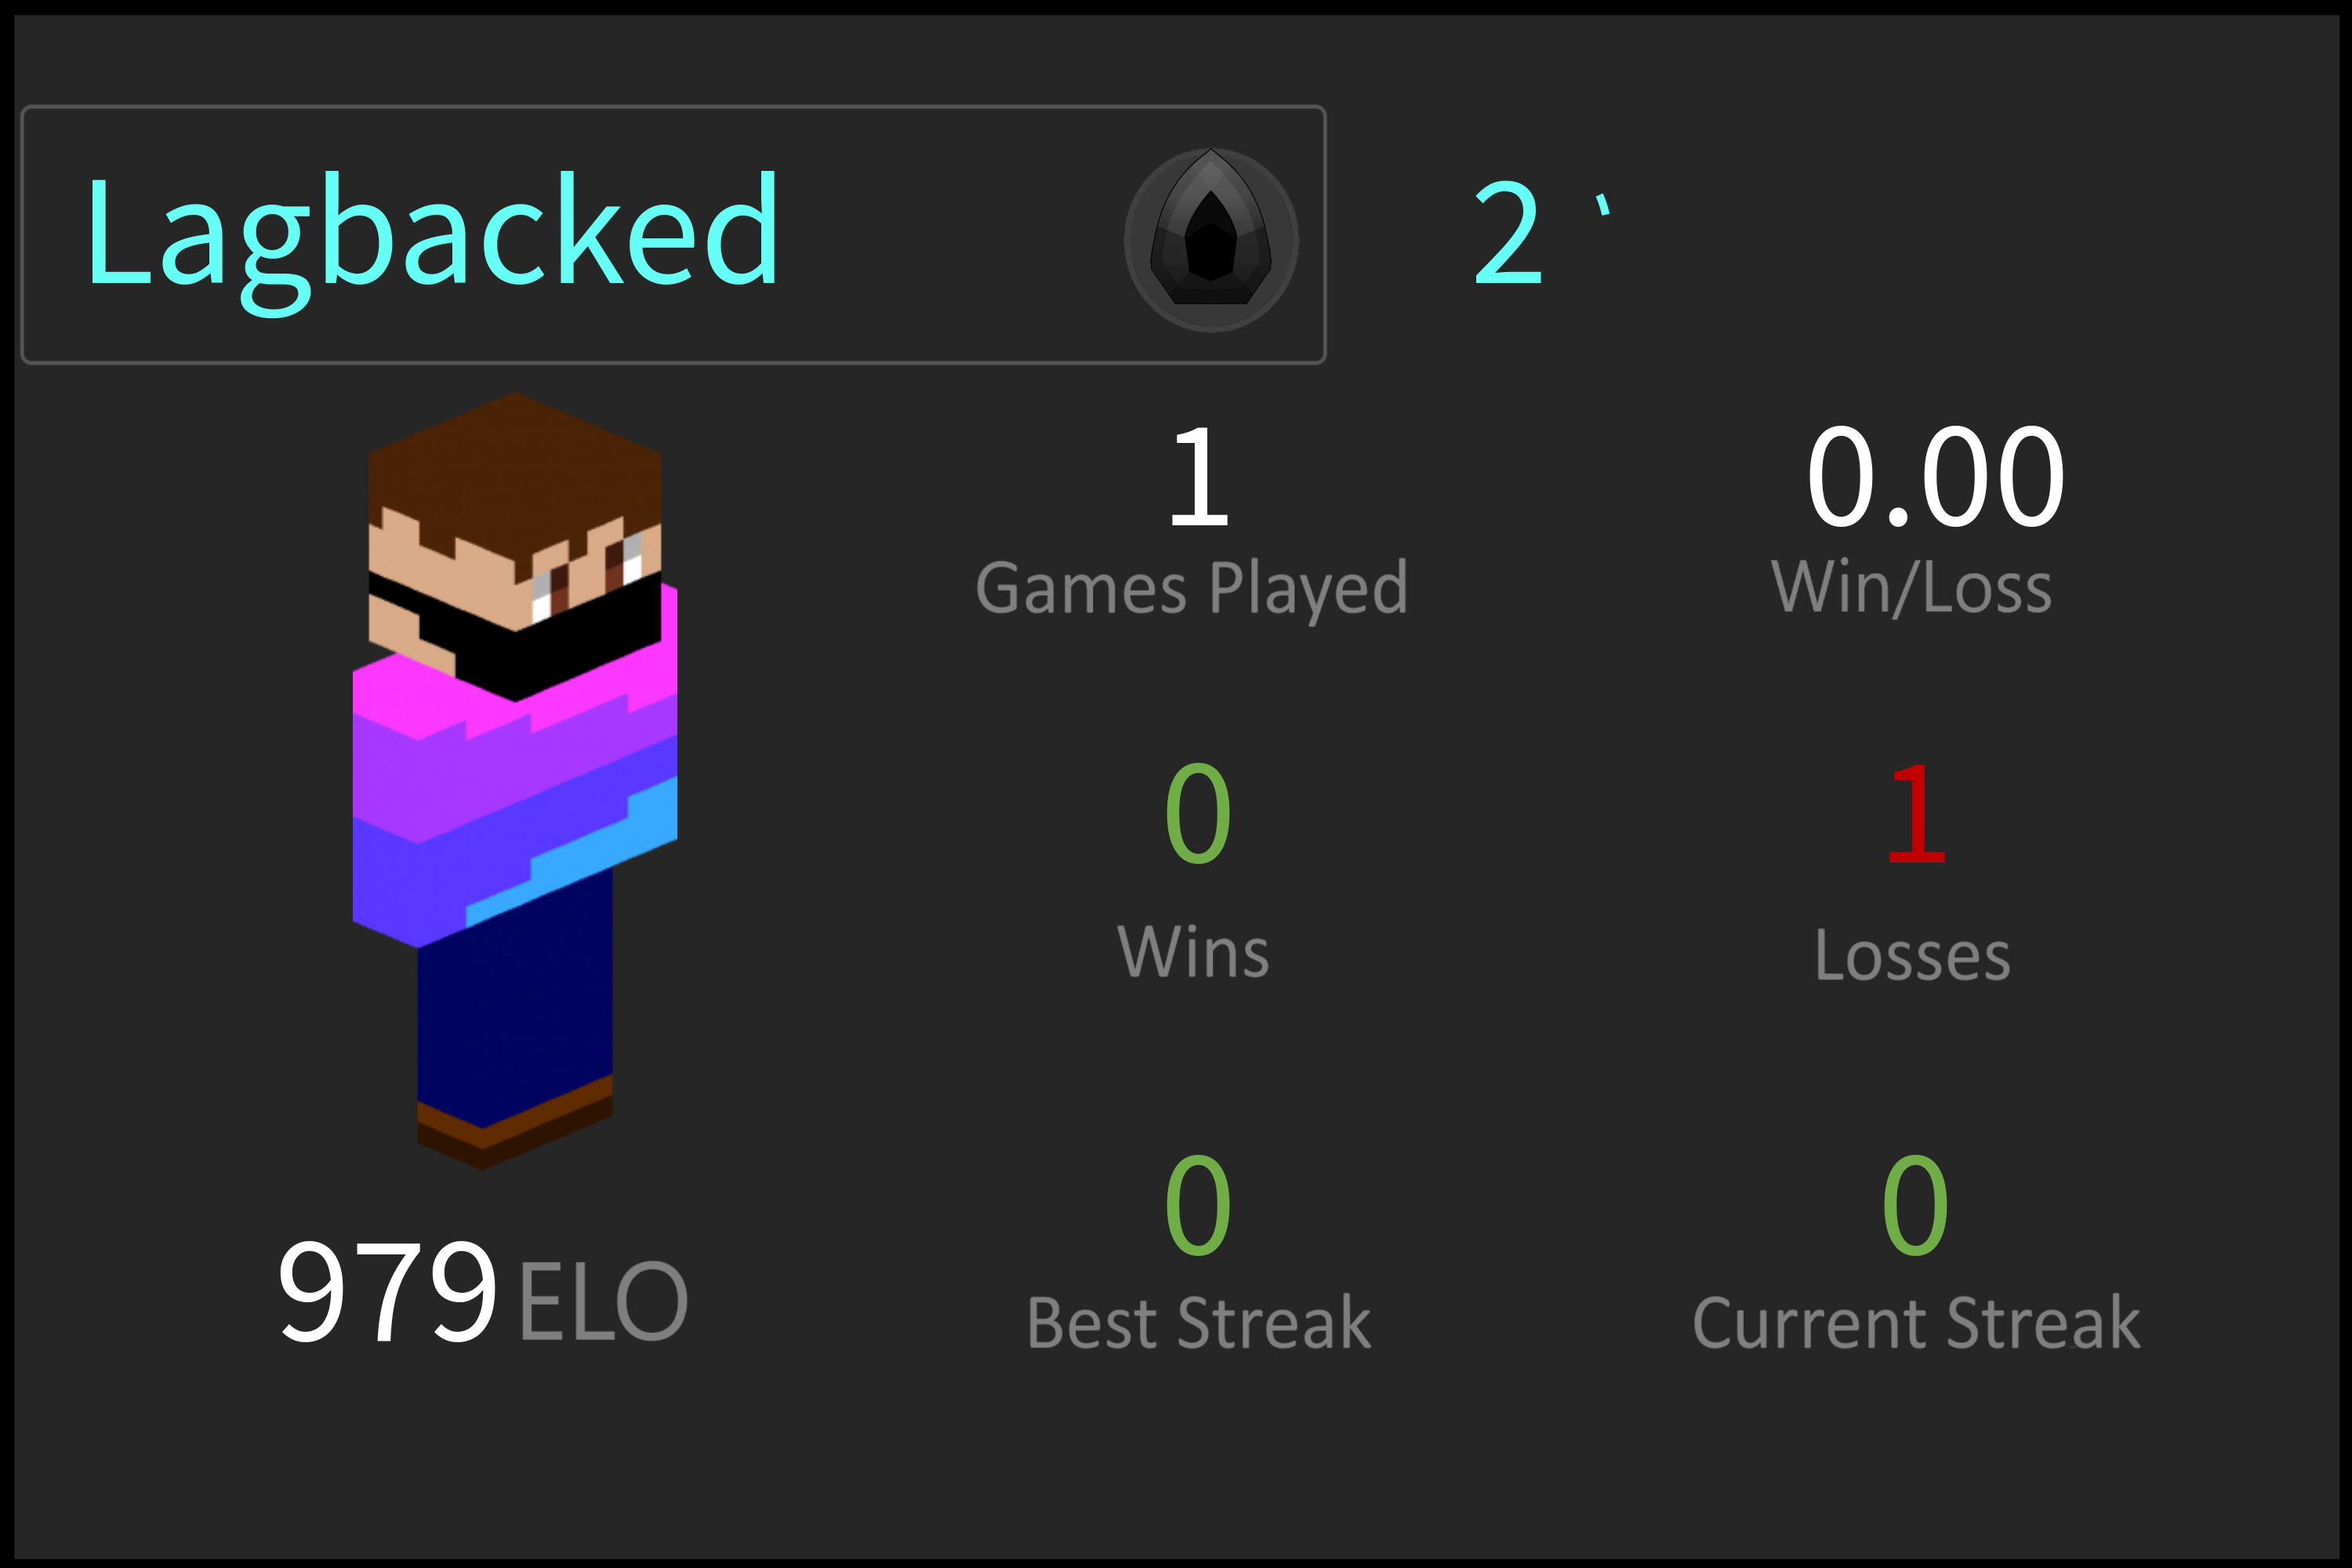 Lagbacked 2
1 0.00
Games Played Win/Loss
0 1
Wins Losses
0 0
979 ELO Best Streak Current Streak